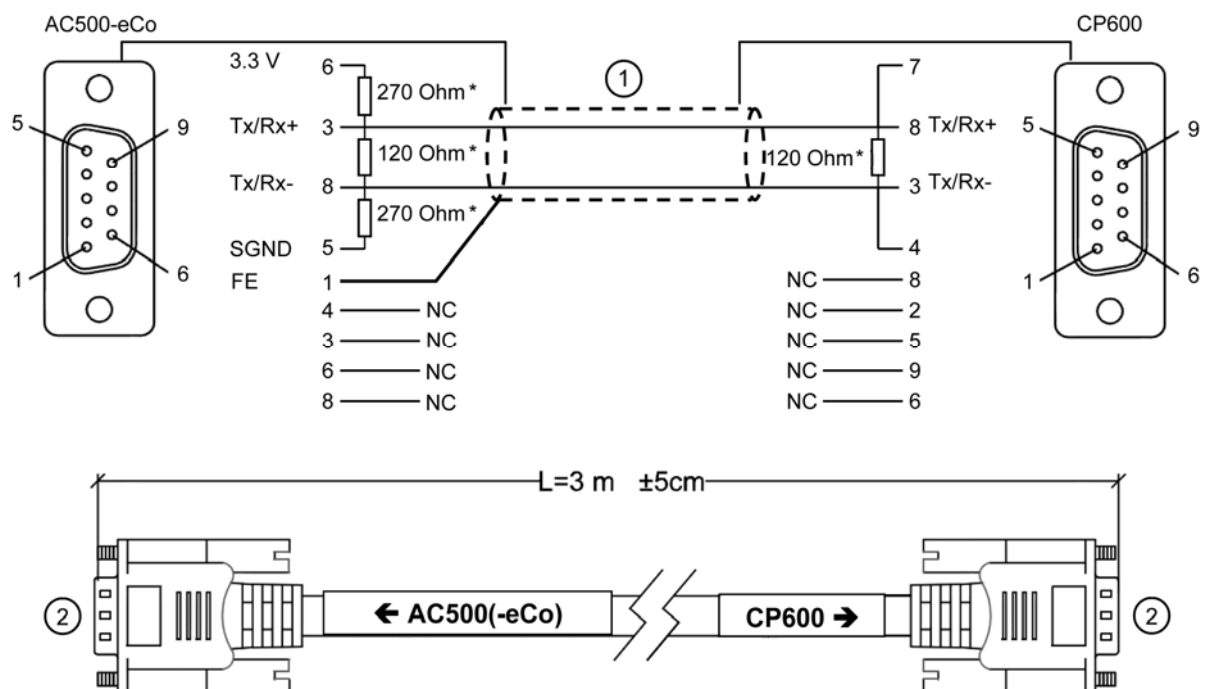 AC500-eCo
CP600
3.3 V 6
270 Ohm*
1
7
Tx/Rx+ 3
8 Tx/Rx+
5
9
120 Ohm*
120 Ohm*
5
9
Tx/Rx- 8
3 Tx/Rx-
270 Ohm*
SGND 5
4
1
6
FE 1
NC 8
1
6
4 NC
NC 2
3 NC
NC 5
6 NC
NC 9
8 NC
NC 6
L=3 m ±5cm
2
← AC500(-eCo)
CP600 →
2